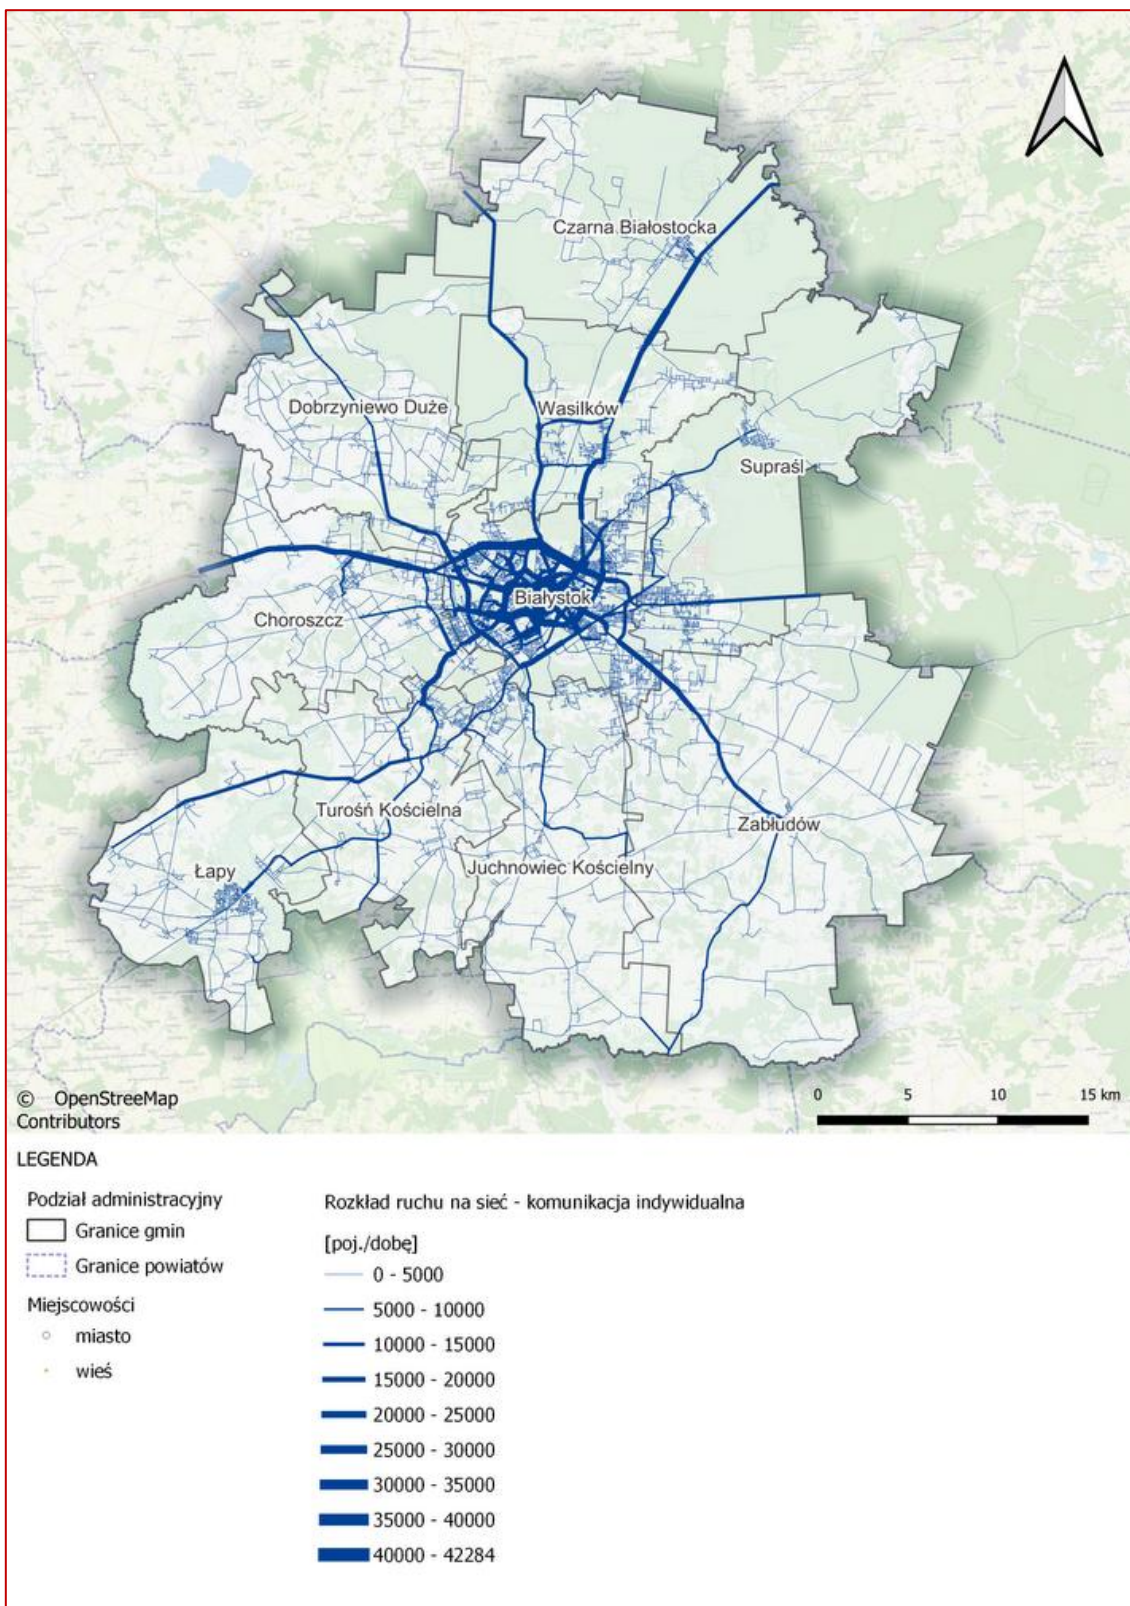 Czarna Białostocka
Dobrzyniewo Duże
Wasilków
Supraśl
Białystok
Choroszcz
Turośń Kościelna
Zabłudów
Juchnowiec Kościelny
Łapy
© OpenStreeMap
Contributors
0 5 10 15 km
LEGENDA
Podział administracyjny
Granice gmin
Granice powiatów
Miejscowości
miasto
wieś
Rozkład ruchu na sieć - komunikacja indywidualna
[poj./dobę]
0 - 5000
5000 - 10000
10000 - 15000
15000 - 20000
20000 - 25000
25000 - 30000
30000 - 35000
35000 - 40000
40000 - 42284